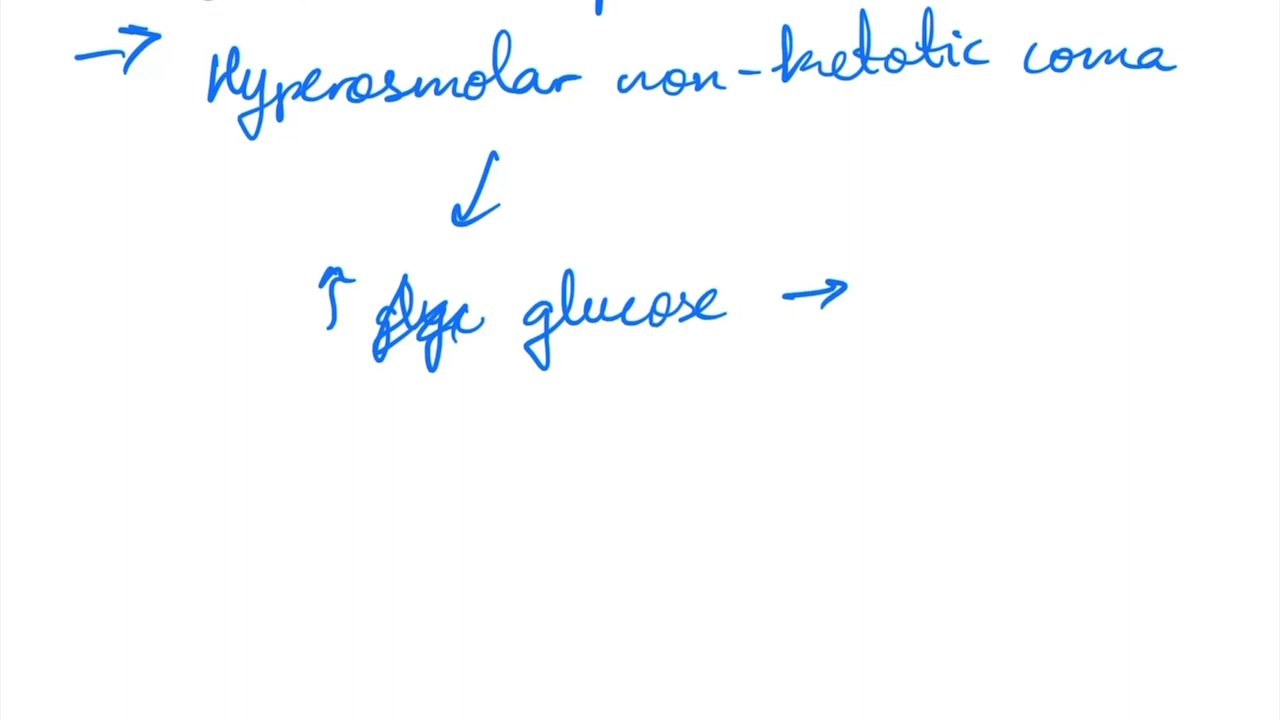 → Hyperosmolar non-ketotic coma
↓
↑ glucose →